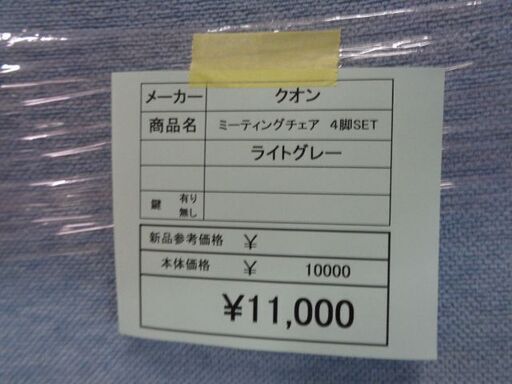 メーカー クオン
商品名 ミーティングチェア 4脚SET
ライトグレー
鍵 有り
無し
新品参考価格 ¥
本体価格 ¥ 10000
¥11,000